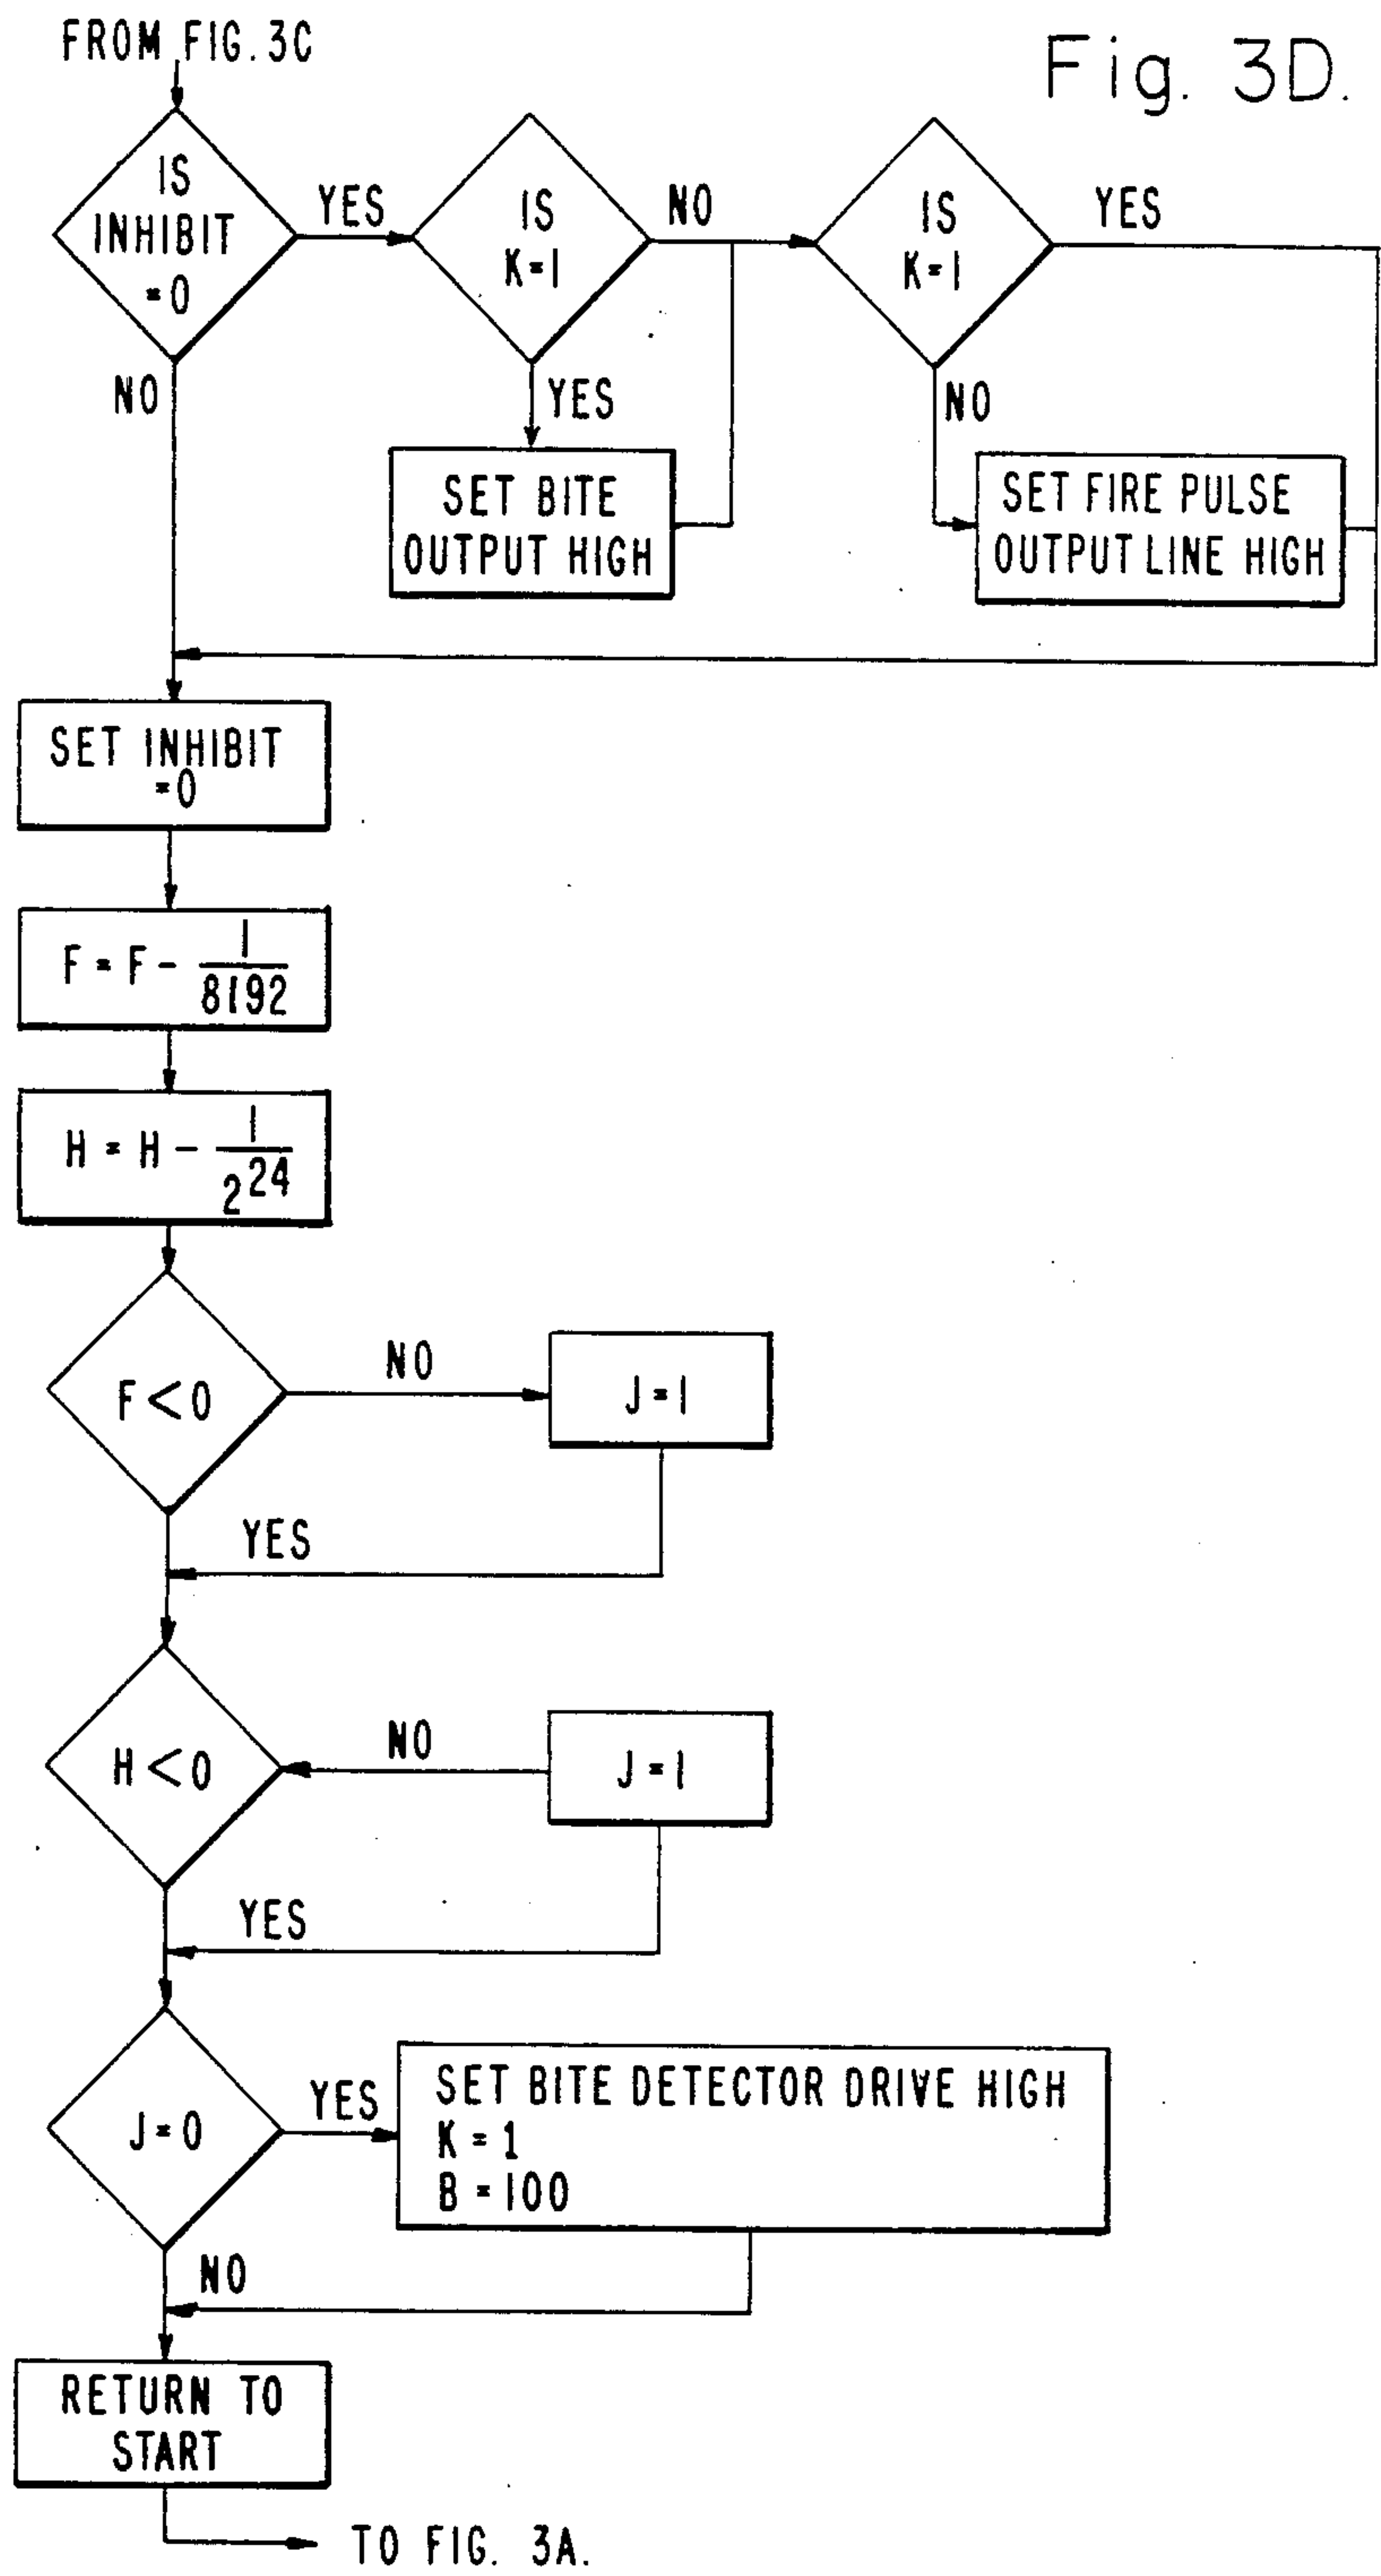 FROM FIG. 3C
Fig. 3D.
IS
INHIBIT
=0
YES
NO
IS
K=1
NO
YES
IS
K=1
YES
NO
SET BITE
OUTPUT HIGH
SET FIRE PULSE
OUTPUT LINE HIGH
SET INHIBIT
=0
F = F - 1/8192
H = H - 1/2^24
F<0
NO
J=1
YES
H<0
NO
J=1
YES
J=0
YES
SET BITE DETECTOR DRIVE HIGH
K=1
B=100
NO
RETURN TO
START
TO FIG. 3A.